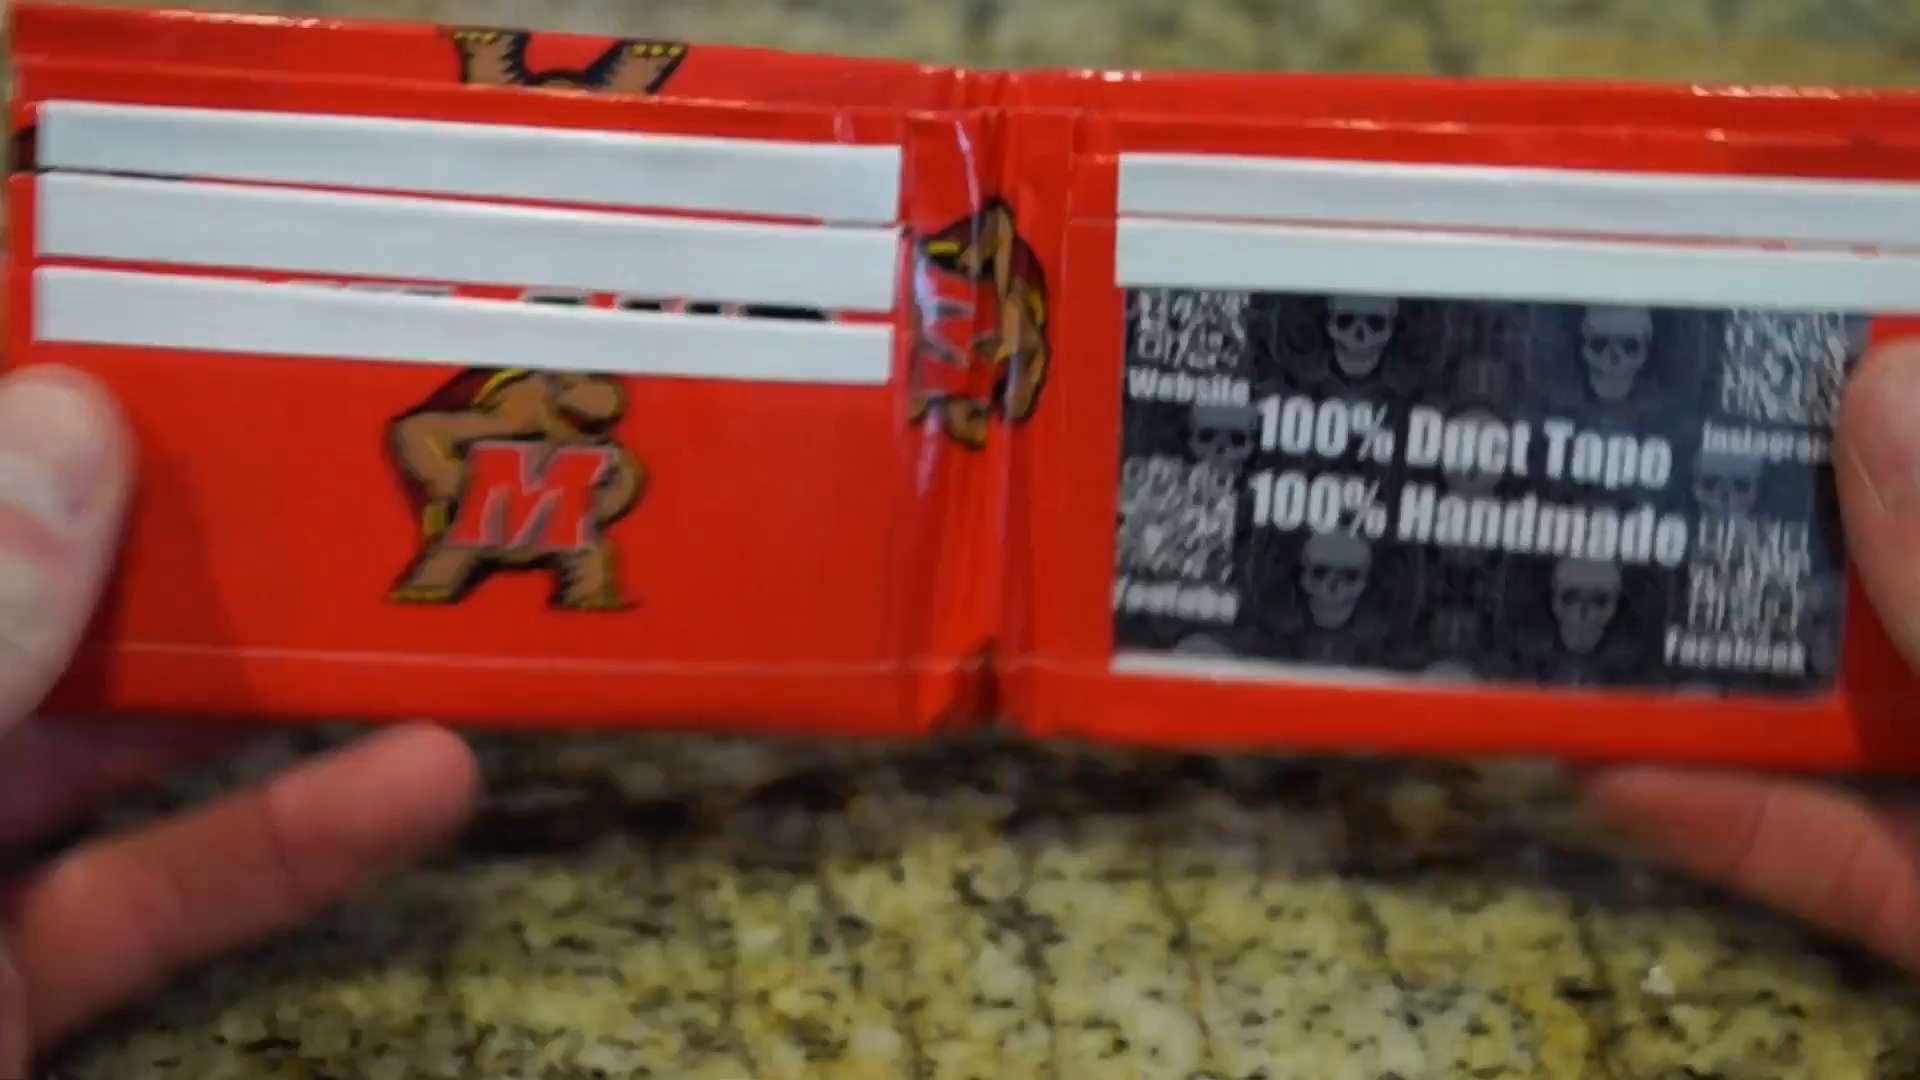 M
Website
100% Duct Tape
Instagram
100% Handmade
Youtube
Facebook